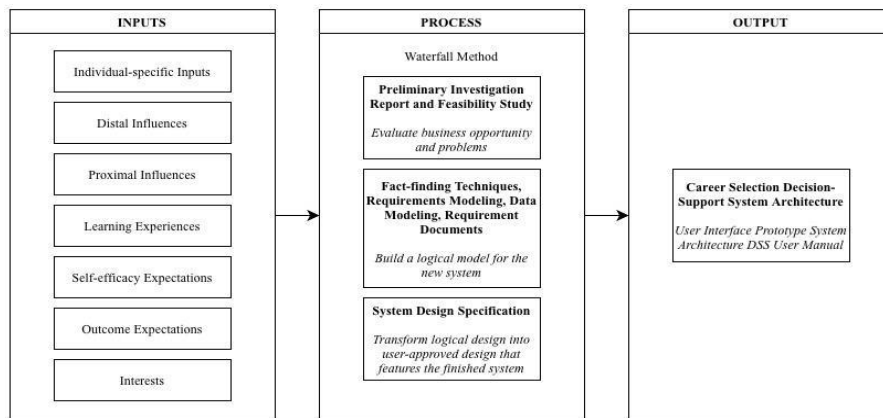 INPUTS
Individual-specific Inputs
Distal Influences
Proximal Influences
Learning Experiences
Self-efficacy Expectations
Outcome Expectations
Interests
PROCESS
Waterfall Method
Preliminary Investigation
Report and Feasibility Study
Evaluate business opportunity
and problems
Fact-finding Techniques,
Requirements Modeling, Data
Modeling, Requirement
Documents
Build a logical model for the
new system
System Design Specification
Transform logical design into
user-approved design that
features the finished system
OUTPUT
Career Selection Decision-
Support System Architecture
User Interface Prototype System
Architecture DSS User Manual